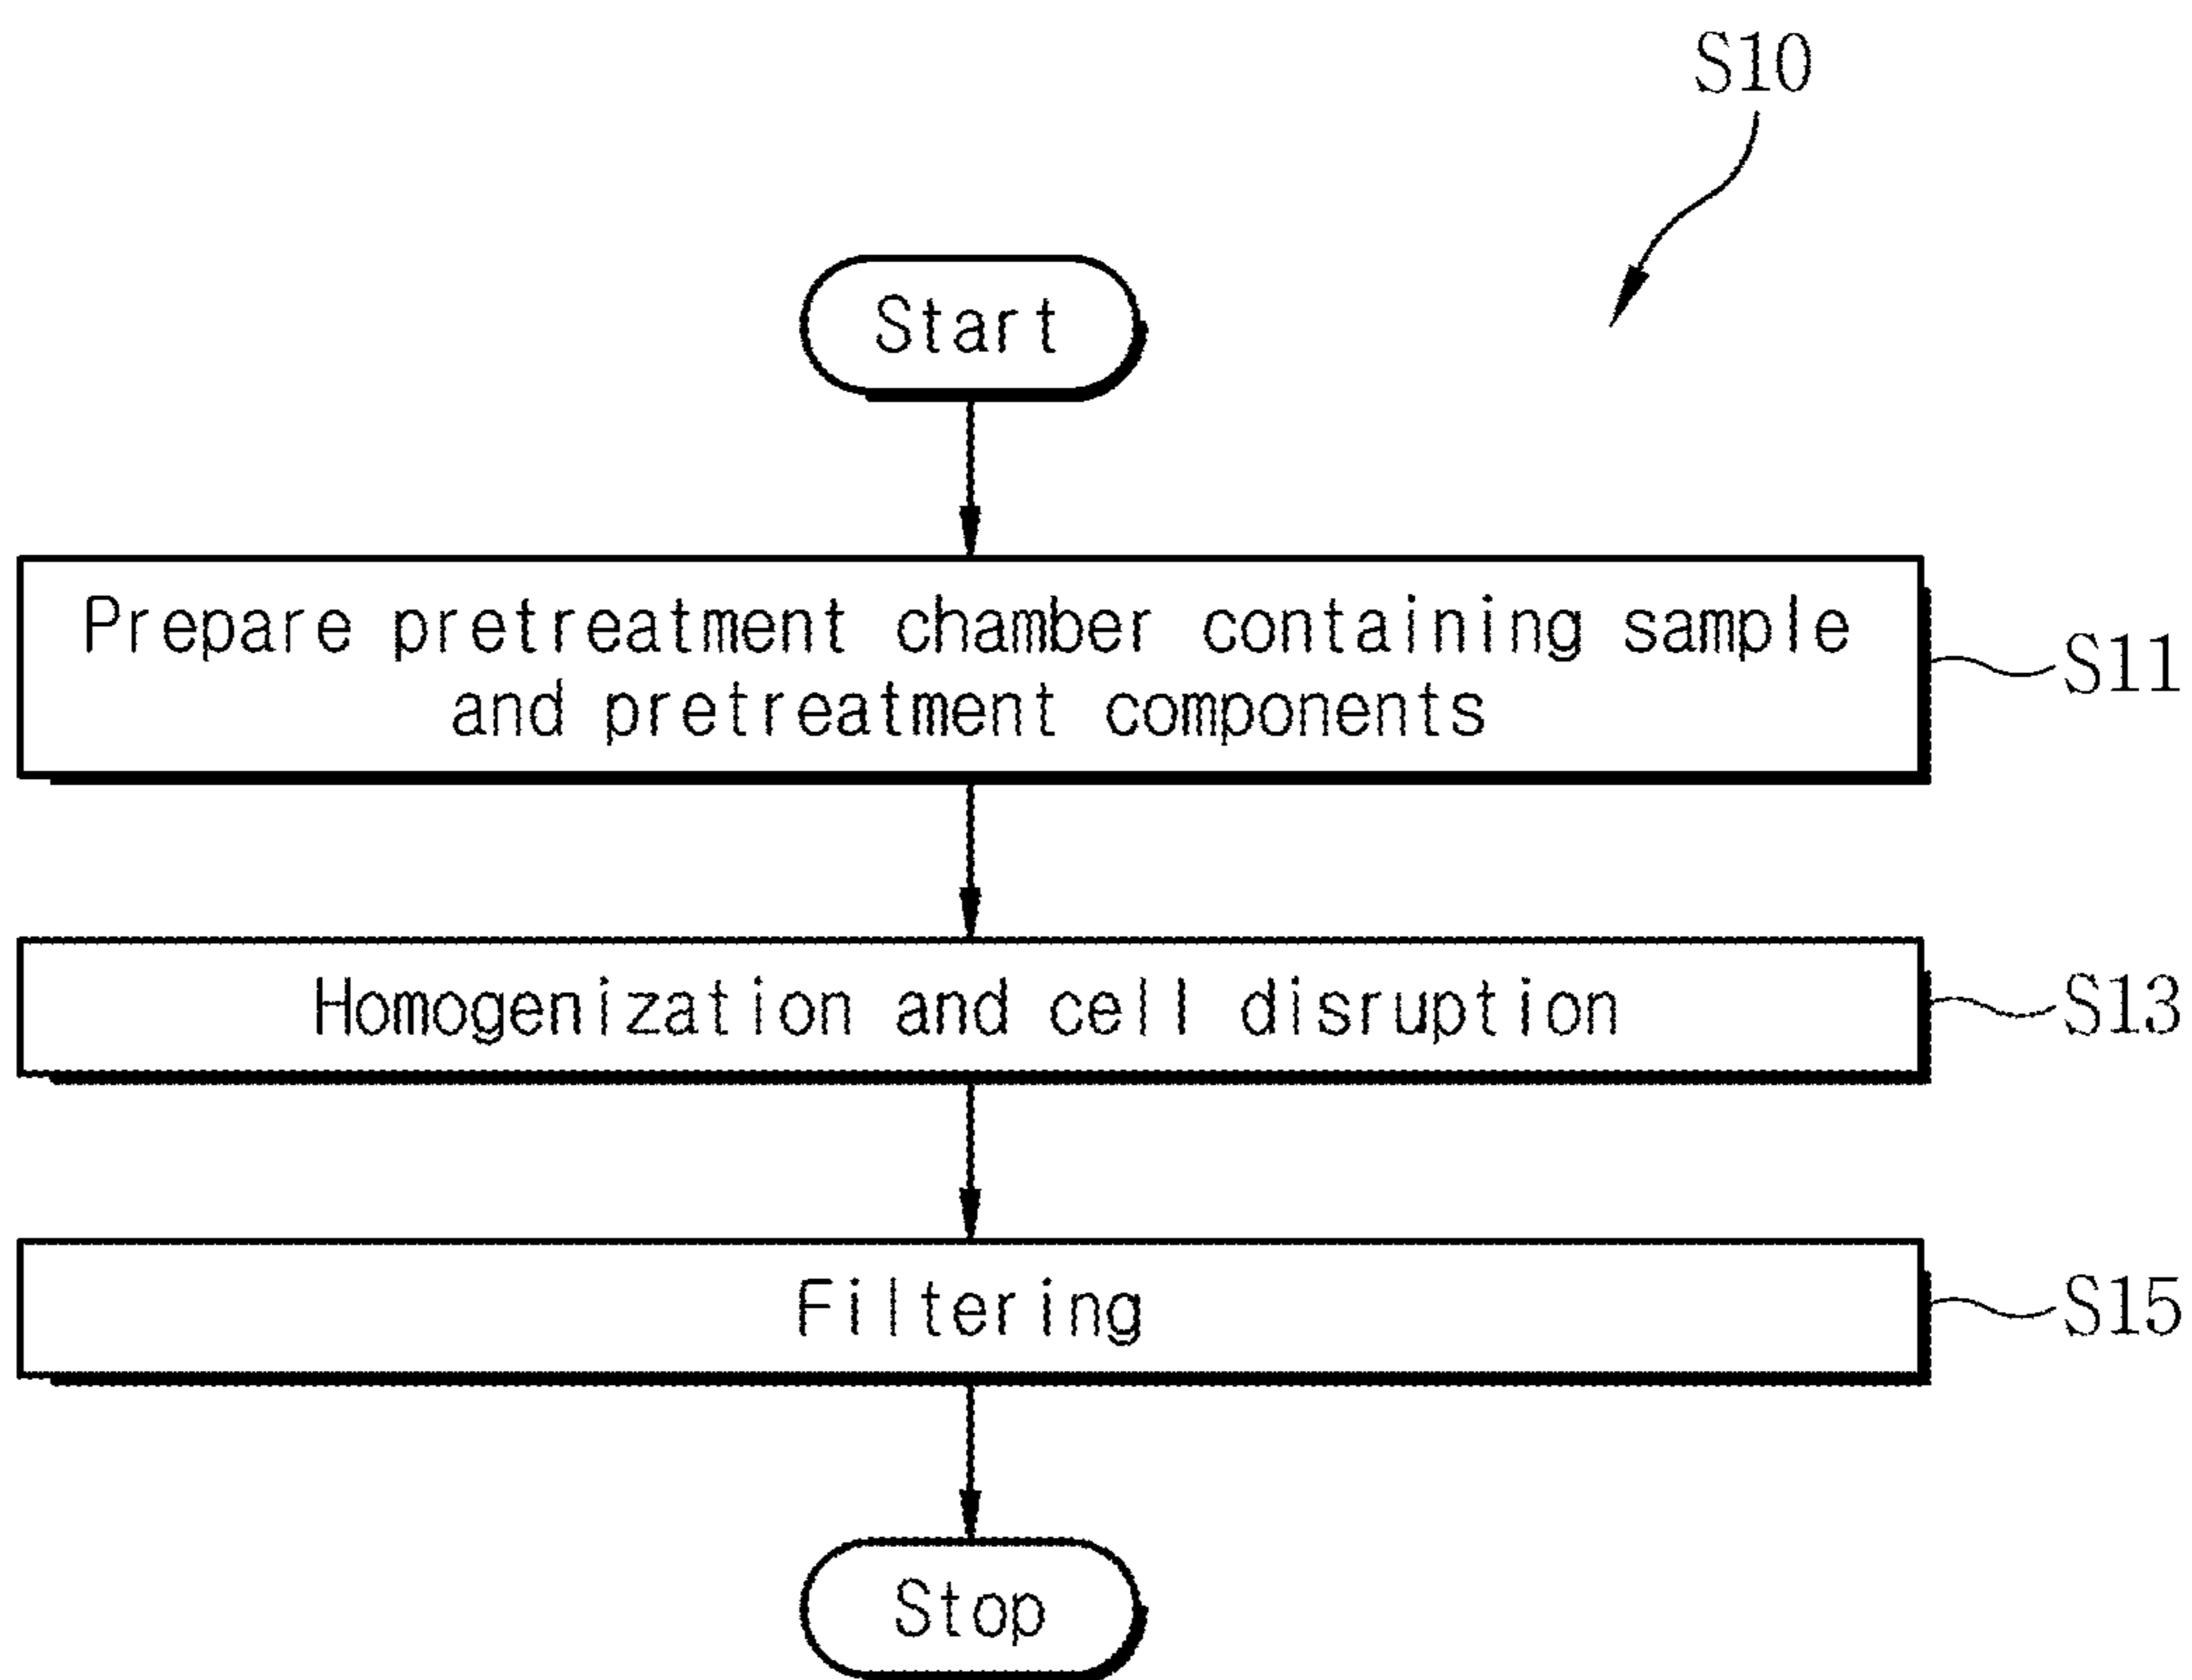 S10
Start
Prepare pretreatment chamber containing sample
and pretreatment components
S11
Homogenization and cell disruption
S13
Filtering
S15
Stop